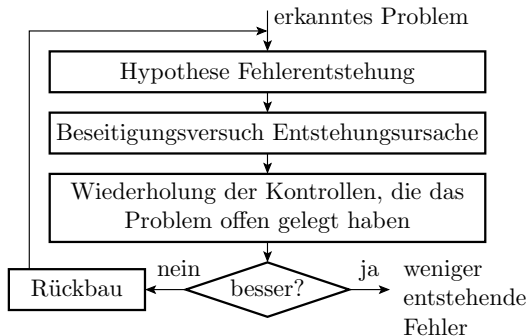 erkanntes Problem
Hypothese Fehlerentstehung
Beseitigungsversuch Entstehungsursache
Wiederholung der Kontrollen, die das
Problem offen gelegt haben
nein
ja
Rückbau
besser?
weniger
entstehende
Fehler